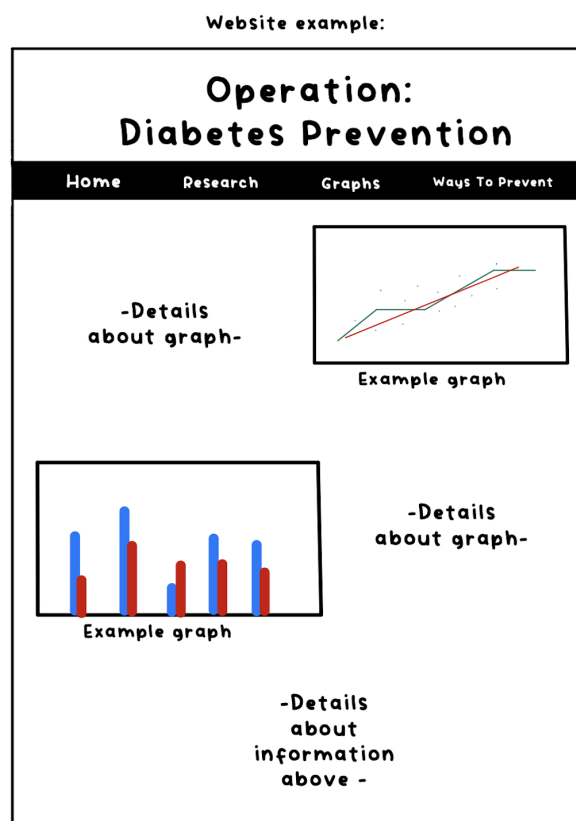 Website example:
Operation:
Diabetes Prevention
Home Research Graphs Ways To Prevent
-Details
about graph-
Example graph
-Details
about graph-
Example graph
-Details
about
information
above -